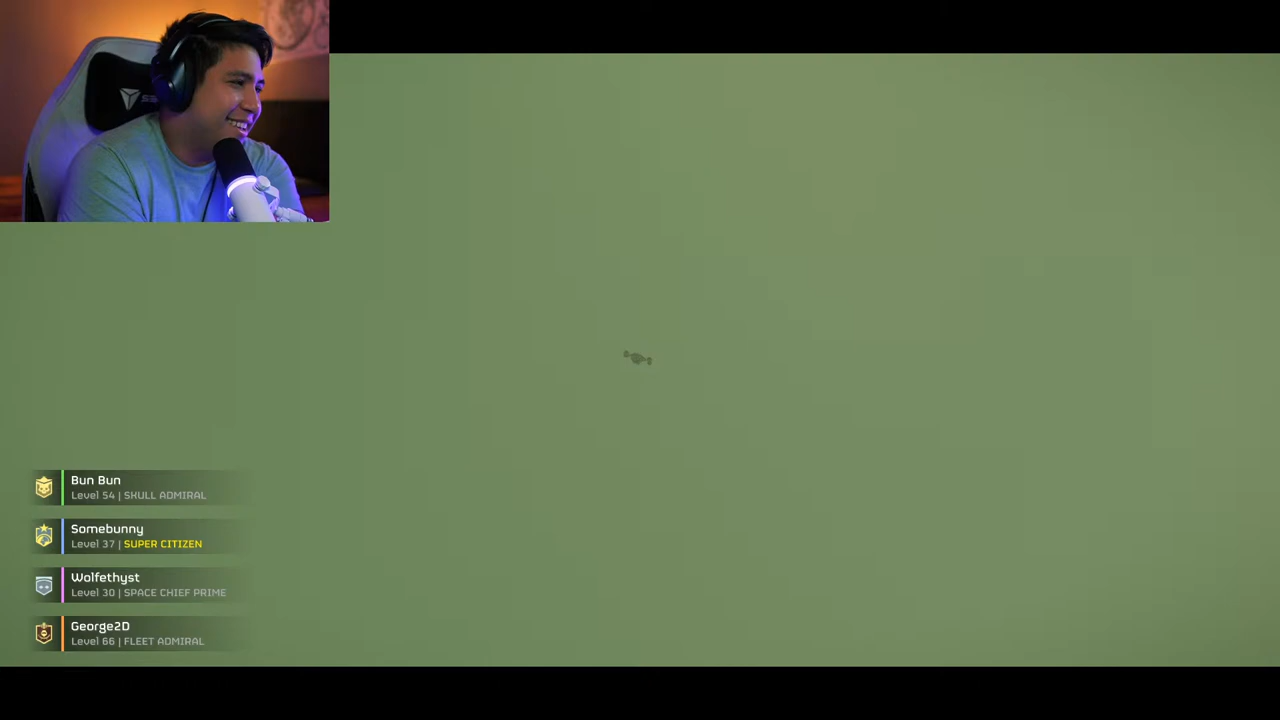 Bun Bun
Level 54 | SKULL ADMIRAL
Somebunny
Level 37 | SUPER CITIZEN
Wolfethyst
Level 30 | SPACE CHIEF PRIME
George2D
Level 66 | FLEET ADMIRAL